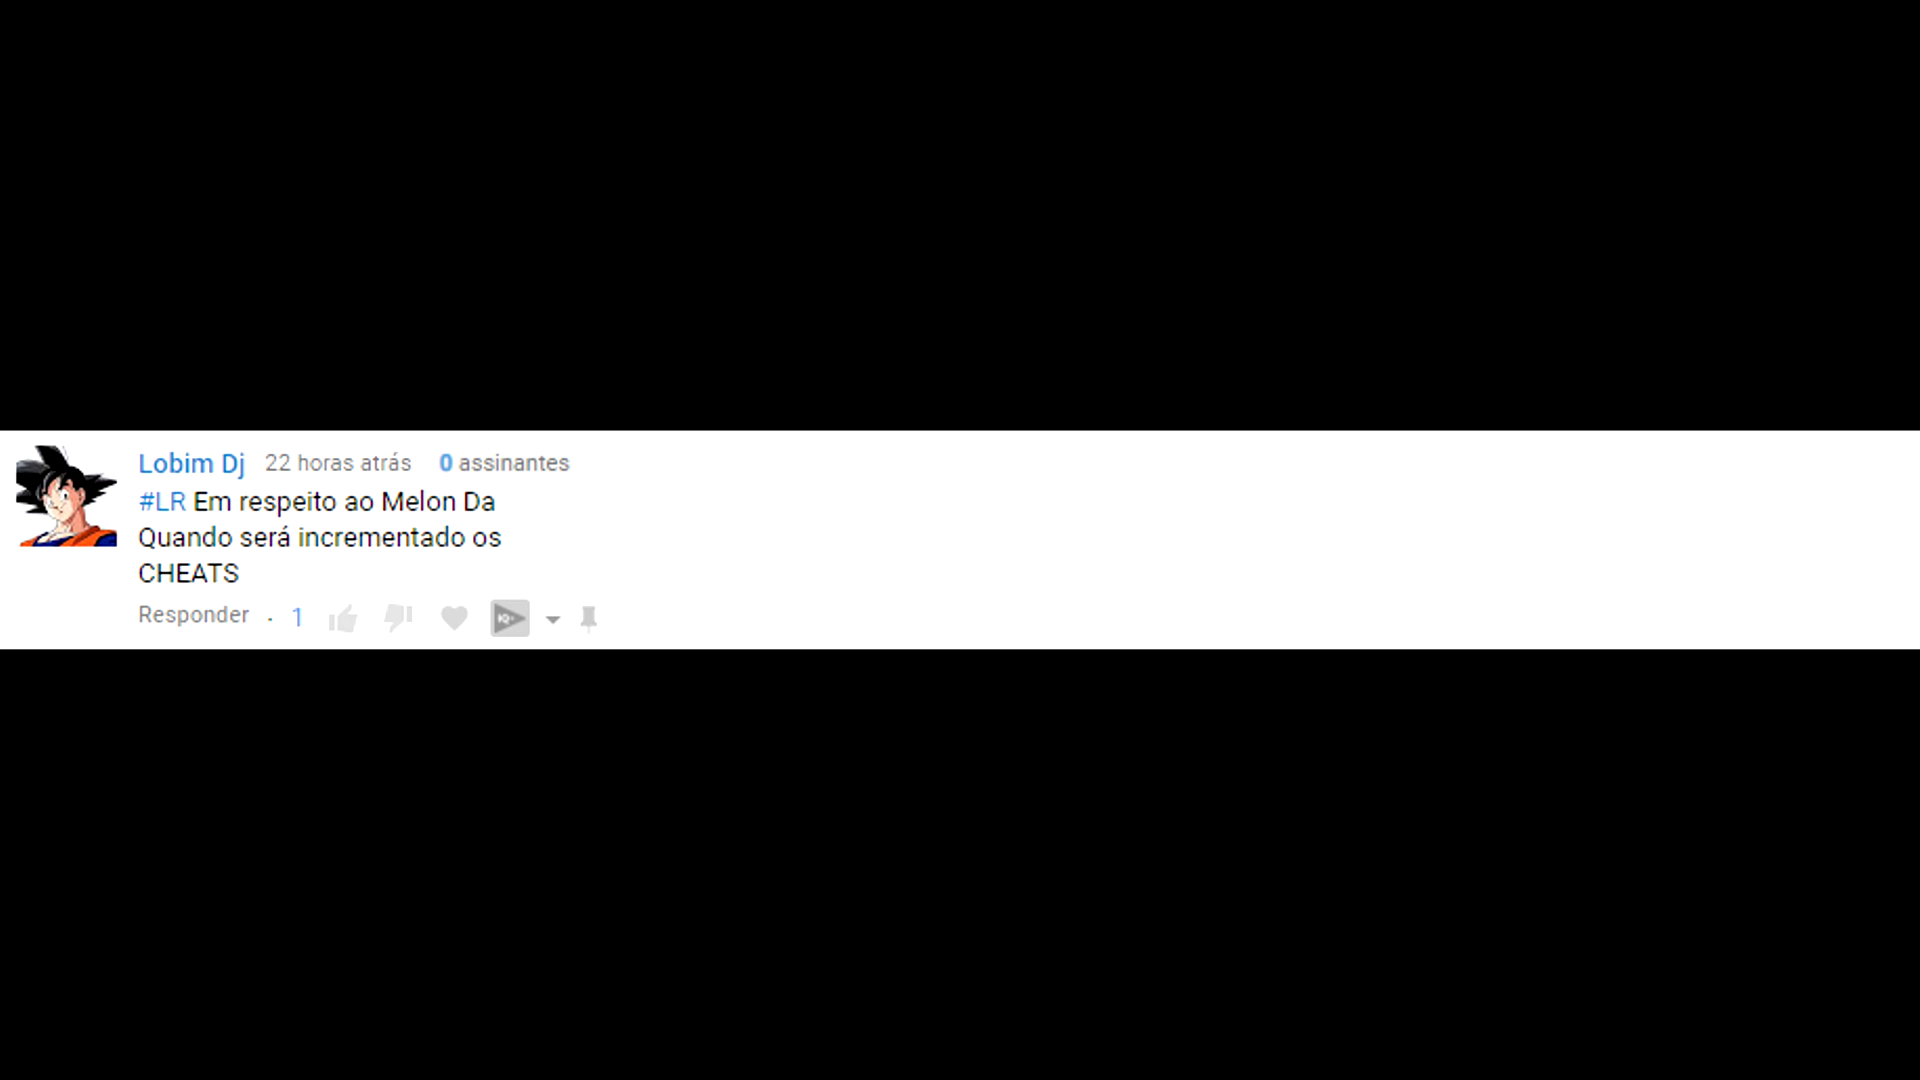 Lobim Dj 22 horas atrás 0 assinantes
#LR Em respeito ao Melon Da
Quando será incrementado os
CHEATS
Responder . 1